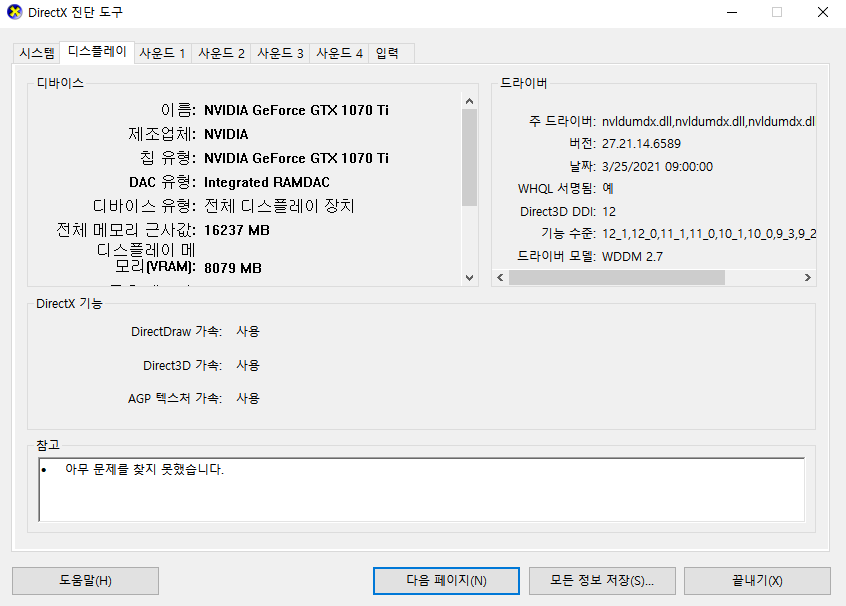 DirectX 진단 도구
시스템 디스플레이 사운드 1 사운드 2 사운드 3 사운드 4 입력
디바이스
이름: NVIDIA GeForce GTX 1070 Ti
제조업체: NVIDIA
칩 유형: NVIDIA GeForce GTX 1070 Ti
DAC 유형: Integrated RAMDAC
디바이스 유형: 전체 디스플레이 장치
전체 메모리 근사값: 16237 MB
디스플레이 메
모리(VRAM): 8079 MB
드라이버
주 드라이버: nvldumdx.dll,nvldumdx.dll,nvldumdx.dl
버전: 27.21.14.6589
날짜: 3/25/2021 09:00:00
WHQL 서명됨: 예
Direct3D DDI: 12
기능 수준: 12_1,12_0,11_1,11_0,10_1,10_0,9_3,9_2
드라이버 모델: WDDM 2.7
DirectX 기능
DirectDraw 가속: 사용
Direct3D 가속: 사용
AGP 텍스처 가속: 사용
참고
• 아무 문제를 찾지 못했습니다.
도움말(H) 다음 페이지(N) 모든 정보 저장(S)... 끝내기(X)